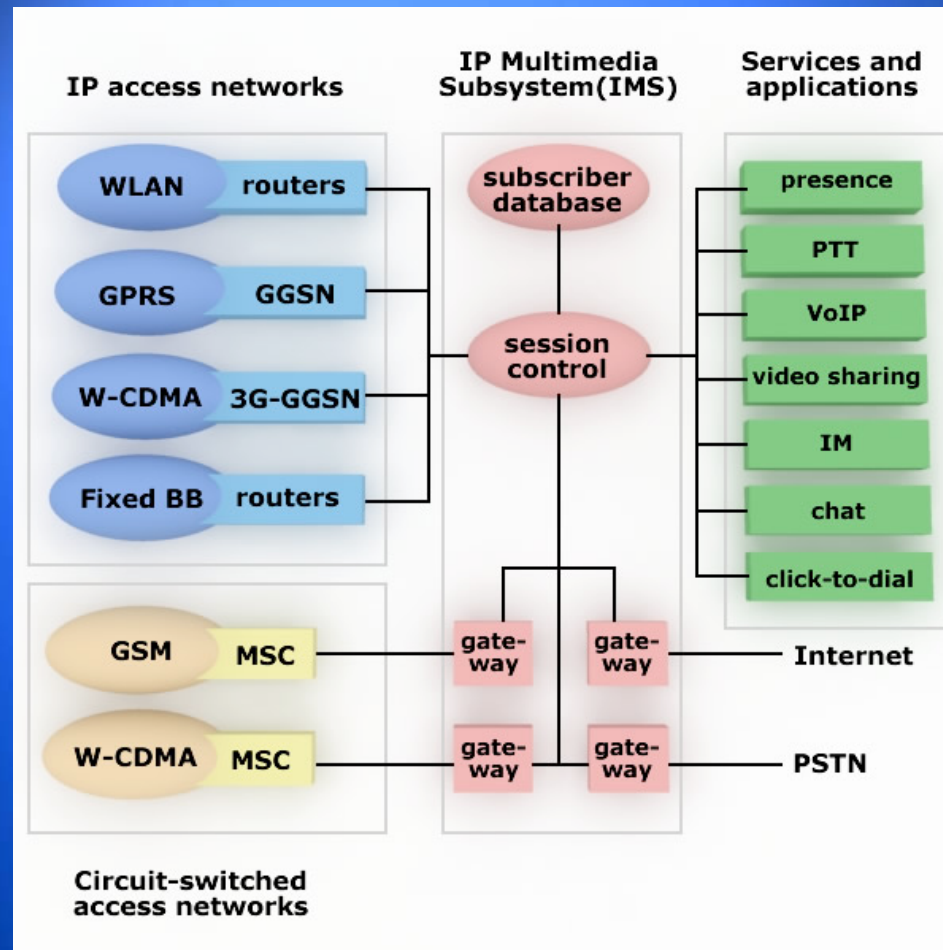 IP access networks
IP Multimedia
Subsystem(IMS)
Services and
applications
WLAN
routers
GPRS
GGSN
W-CDMA
3G-GGSN
Fixed BB
routers
subscriber
database
session
control
presence
PTT
VoIP
video sharing
IM
chat
click-to-dial
GSM
MSC
gate-
way
gate-
way
Internet
W-CDMA
MSC
gate-
way
gate-
way
PSTN
Circuit-switched
access networks